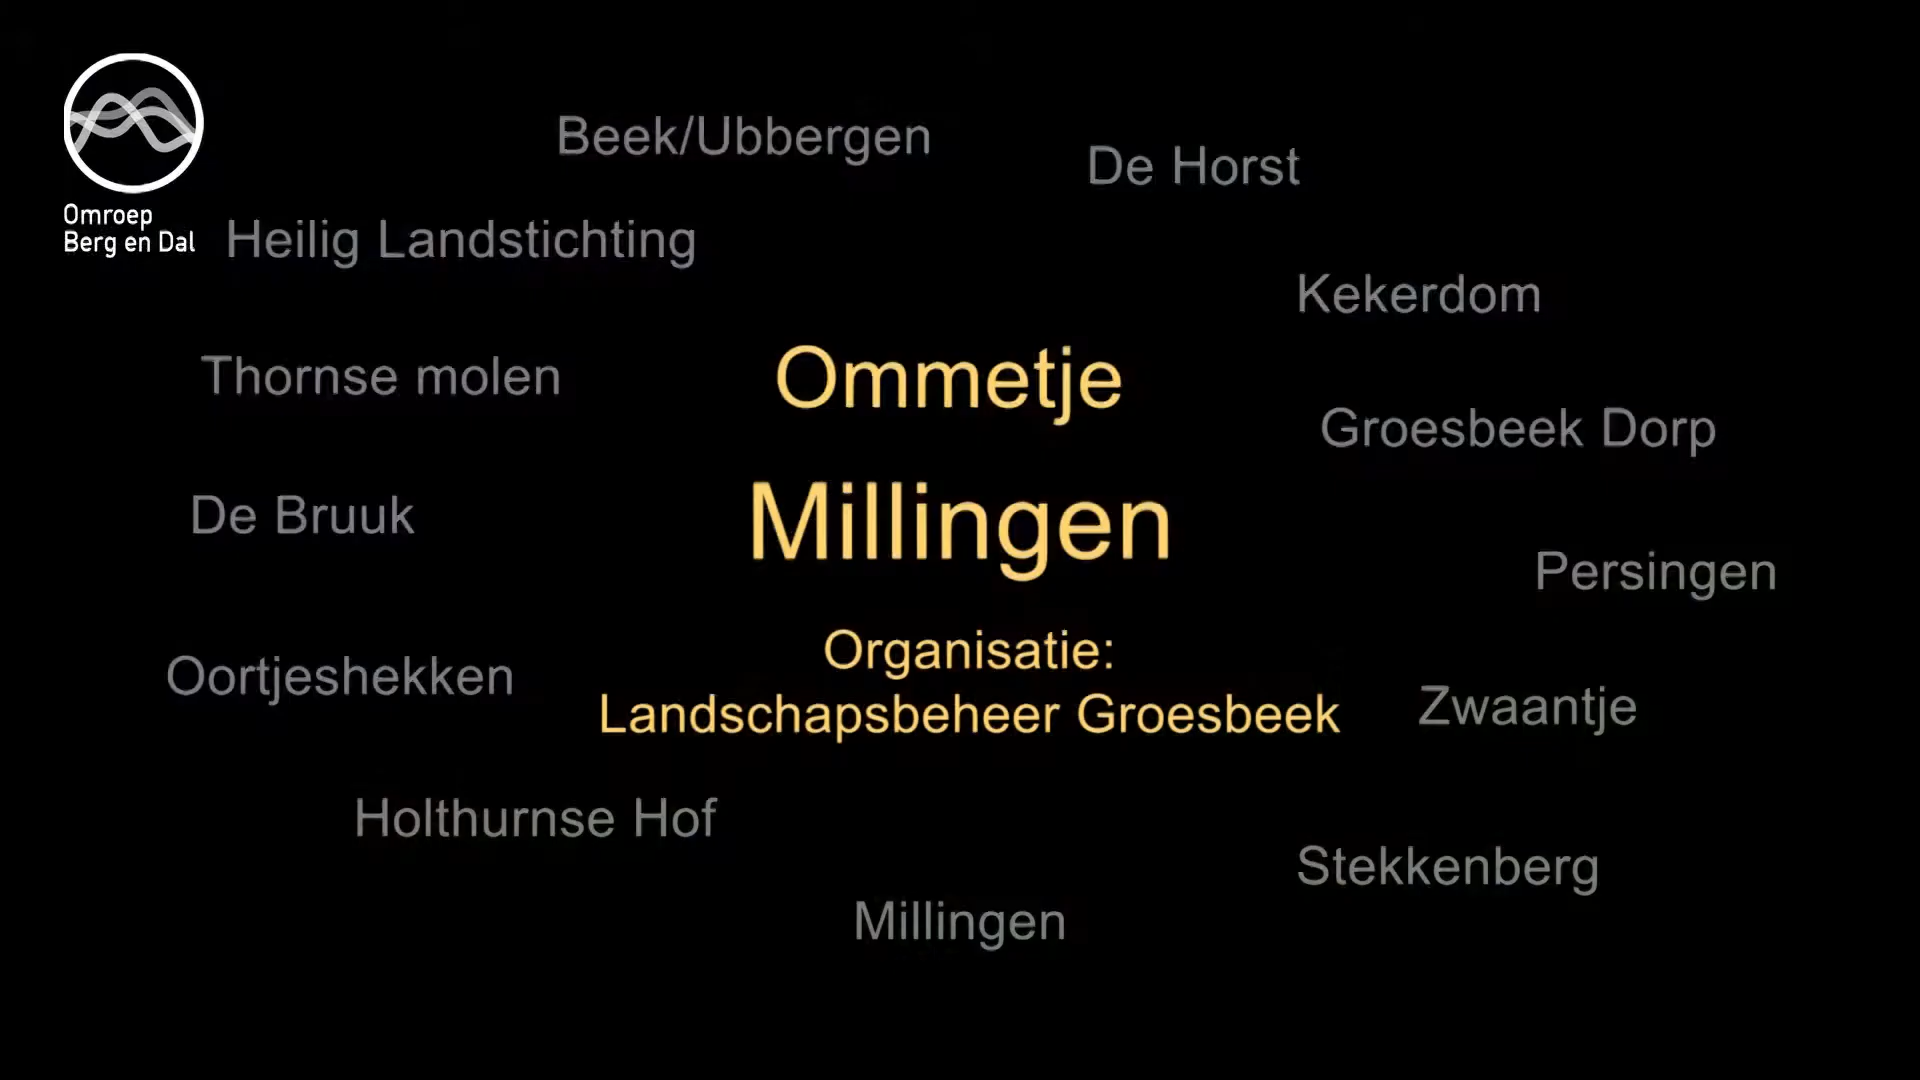 Omroep
Berg en Dal
Beek/Ubbergen
De Horst
Heilig Landstichting
Kekerdom
Thornse molen
Ommetje
Groesbeek Dorp
De Bruuk
Millingen
Persingen
Oortjeshekken
Organisatie:
Landschapsbeheer Groesbeek
Zwaantje
Holthurnse Hof
Stekkenberg
Millingen